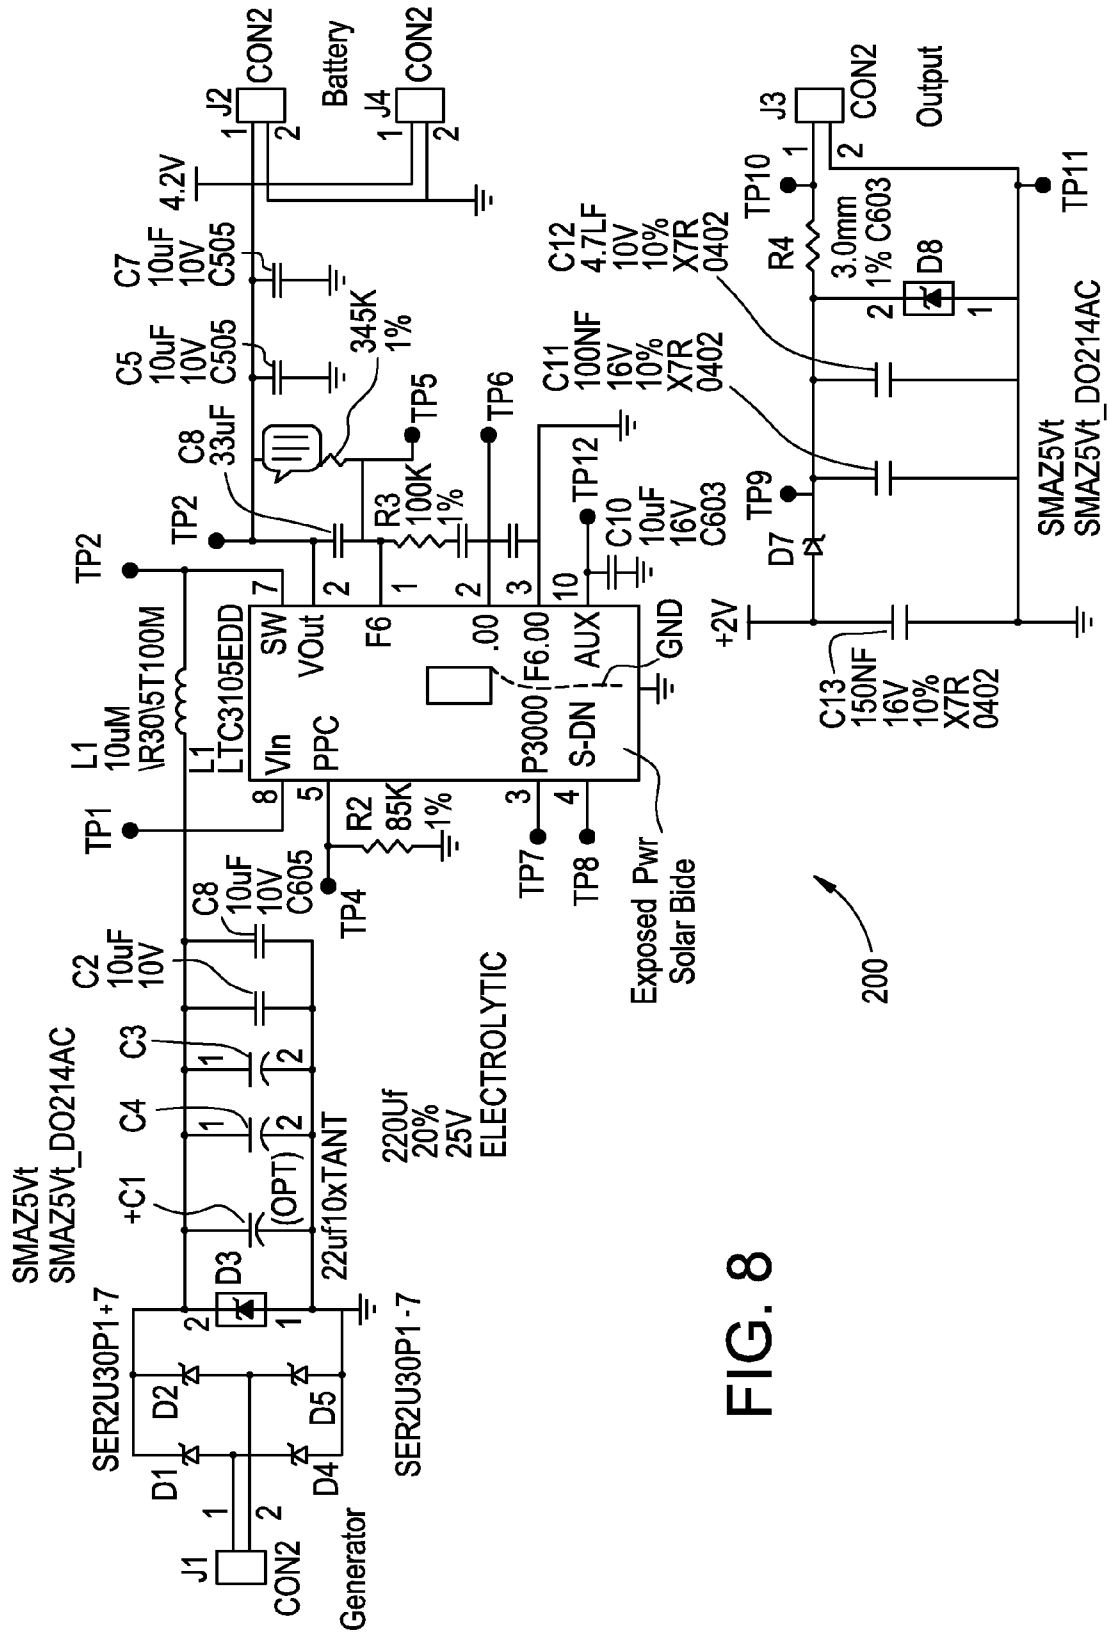 SMAZ5Vt
SMAZ5Vt_DO214AC
SER2U30P1+7
D1
D2
D3
2
1
D4
D5
J1
1
2
CON2
Generator
SER2U30P1-7
+C1
(OPT)
22uf10xTANT
C4
1
2
C3
1
2
220Uf
20%
25V
ELECTROLYTIC
C2
10uF
10V
C8
10uF
10V
C605
TP1
L1
10uM
\R30\5T100M
TP2
L1
LTC3105EDD
8
VIn
5
PPC
R2
85K
1%
TP4
3
P3000
4
S-DN
TP7
TP8
SW
7
VOut
2
F6
1
.00
2
F6.00
3
AUX
10
GND
Exposed Pwr
Solar Bide
TP2
C8
33uF
R3
100K
1%
345K
1%
TP5
TP6
TP12
C10
10uF
16V
C603
C5
10uF
10V
C505
C7
10uF
10V
C505
4.2V
J2
1
2
CON2
Battery
J4
1
2
CON2
+2V
C13
150NF
16V
10%
X7R
0402
D7
TP9
C11
100NF
16V
10%
X7R
0402
C12
4.7LF
10V
10%
X7R
0402
R4
3.0mm
1% C603
2
D8
1
SMAZ5Vt
SMAZ5Vt_DO214AC
TP10
J3
1
2
CON2
Output
TP11
200
FIG. 8